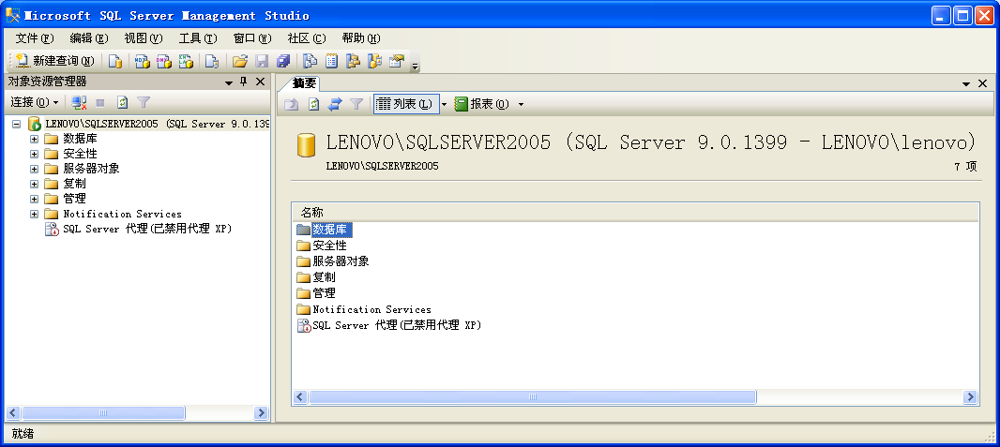 Microsoft SQL Server Management Studio
文件(F) 编辑(E) 视图(V) 工具(T) 窗口(W) 社区(C) 帮助(H)
新建查询(N)
对象资源管理器
连接(O)
LENOVO\SQLSERVER2005 (SQL Server 9.0.139
数据库
安全性
服务器对象
复制
管理
Notification Services
SQL Server 代理(已禁用代理 XP)
摘要
列表(L) 报表(O)
LENOVO\SQLSERVER2005 (SQL Server 9.0.1399 - LENOVO\lenovo)
LENOVO\SQLSERVER2005 7 项
名称
数据库
安全性
服务器对象
复制
管理
Notification Services
SQL Server 代理(已禁用代理 XP)
就绪